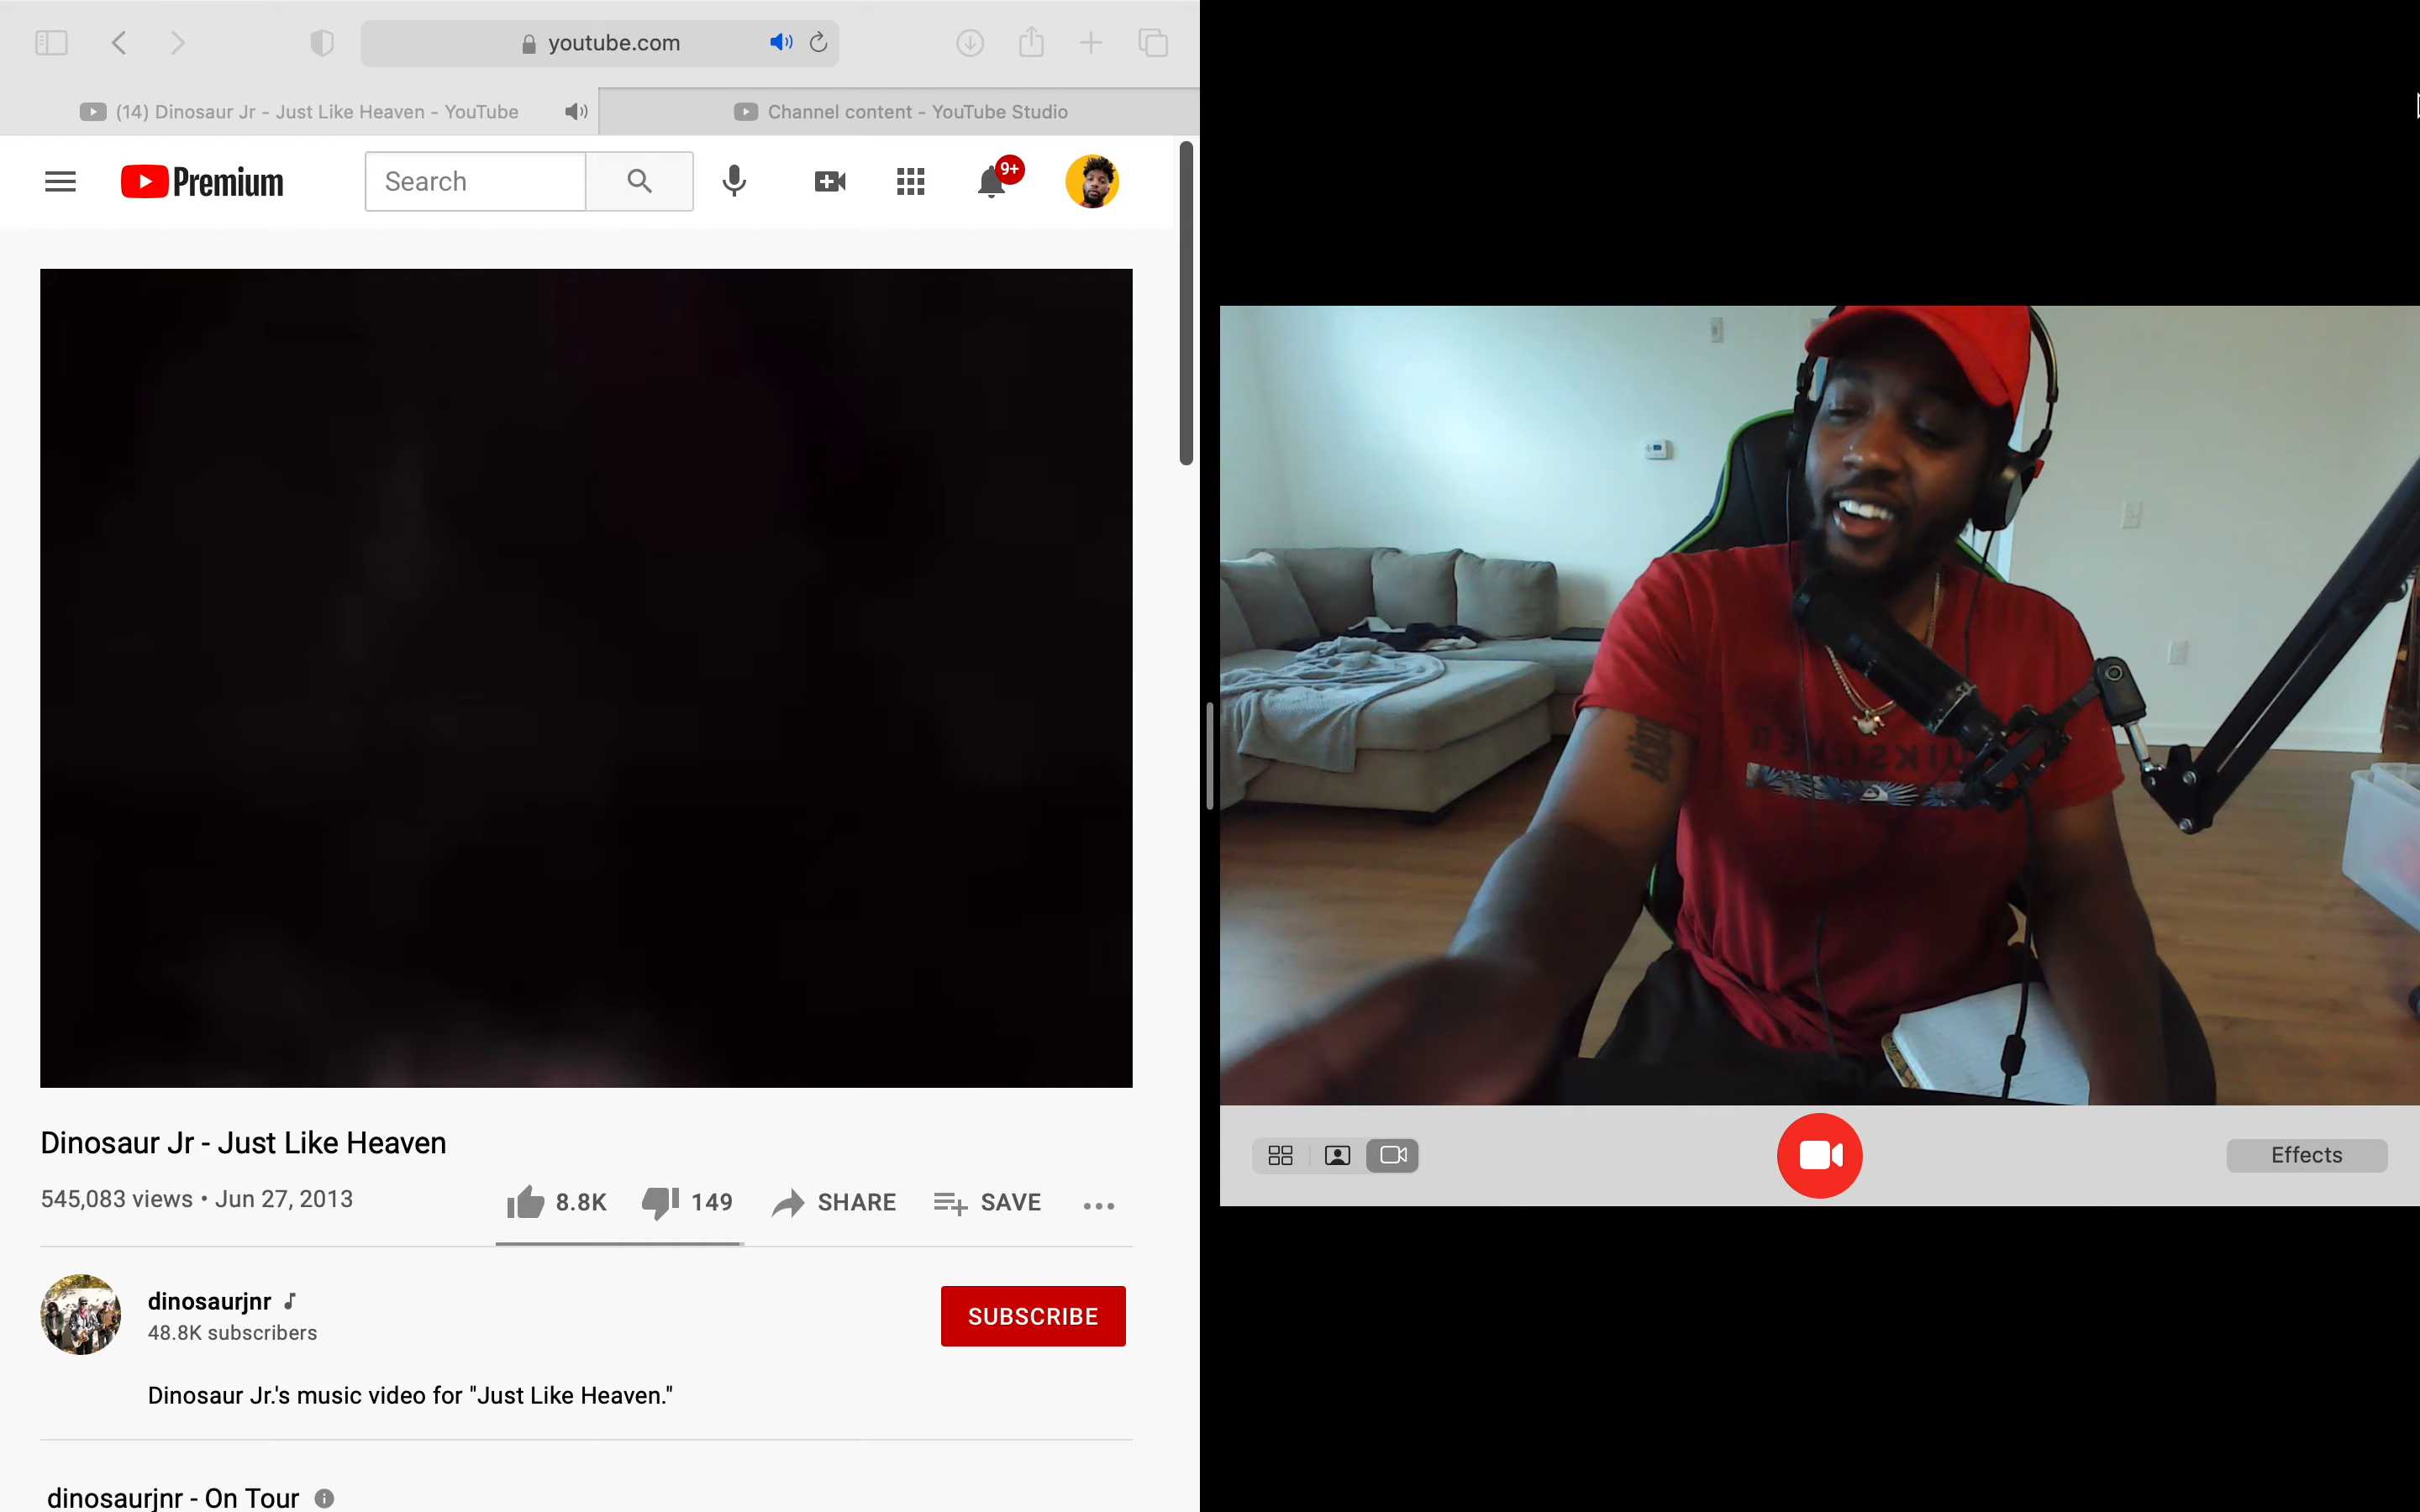 youtube.com
(14) Dinosaur Jr - Just Like Heaven - YouTube
Channel content - YouTube Studio
Premium
Search
9+
Dinosaur Jr - Just Like Heaven
545,083 views • Jun 27, 2013
8.8K
149
SHARE
SAVE
dinosaurjnr
48.8K subscribers
SUBSCRIBE
Dinosaur Jr.'s music video for "Just Like Heaven."
dinosaurjnr - On Tour
Effects